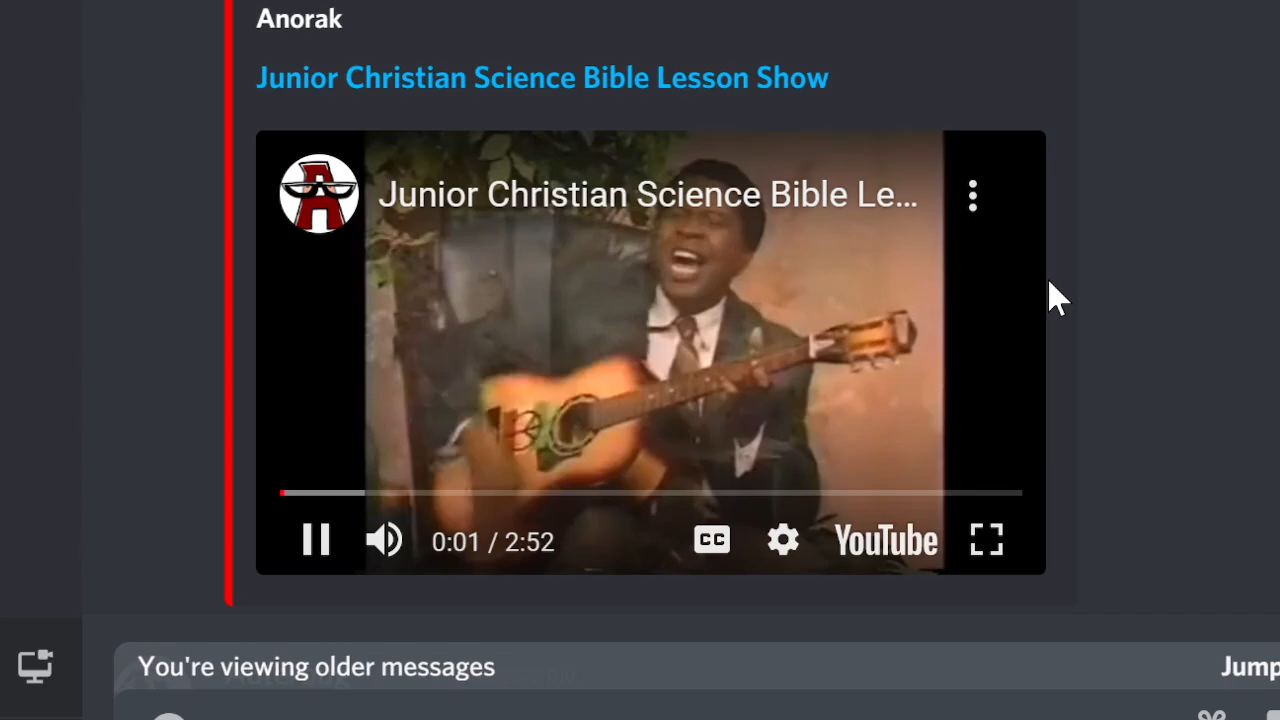 Anorak
Junior Christian Science Bible Lesson Show
A
Junior Christian Science Bible Le...
0:01 / 2:52
CC
YouTube
You're viewing older messages
Jump